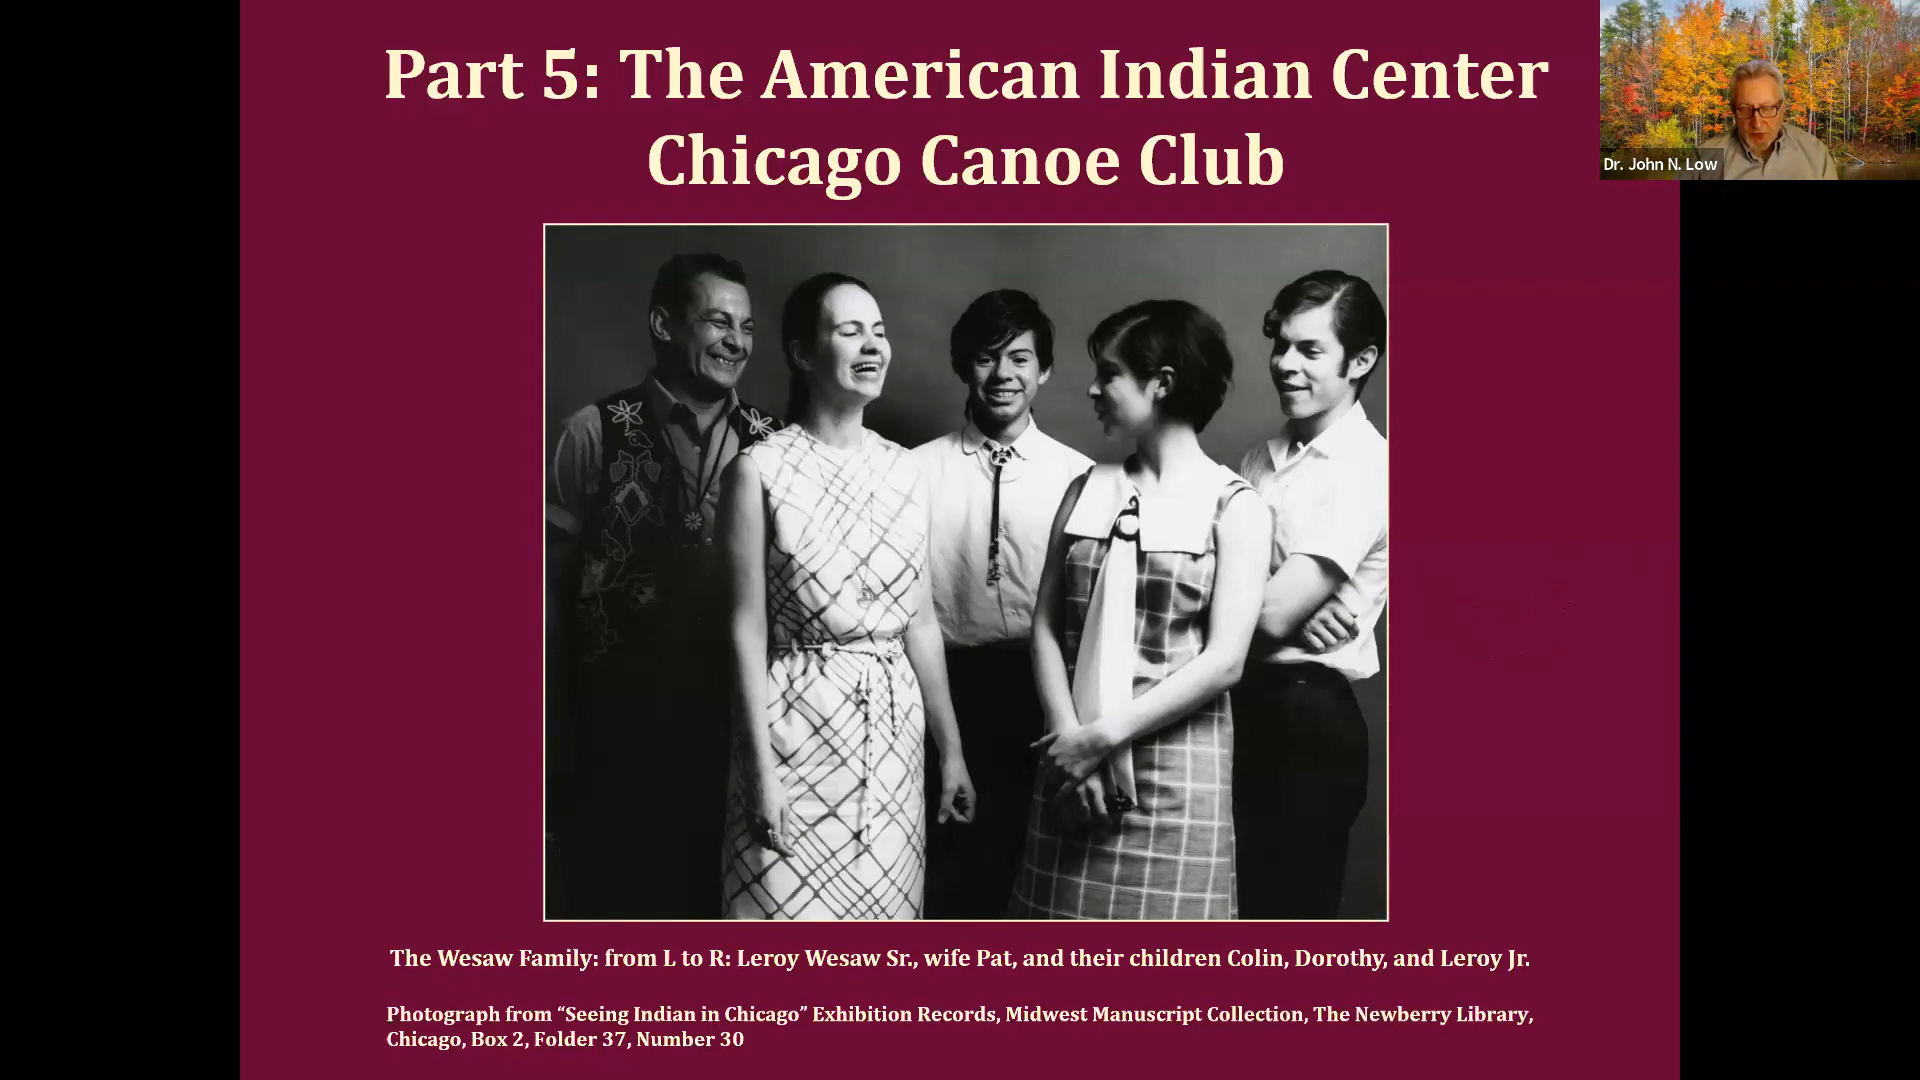 Part 5: The American Indian Center
Chicago Canoe Club
Dr. John N. Low
The Wesaw Family: from L to R: Leroy Wesaw Sr., wife Pat, and their children Colin, Dorothy, and Leroy Jr.
Photograph from “Seeing Indian in Chicago” Exhibition Records, Midwest Manuscript Collection, The Newberry Library,
Chicago, Box 2, Folder 37, Number 30